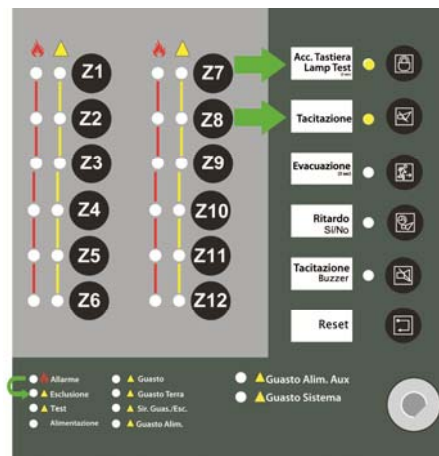 Z1
Z7
Acc. Tastiera
Lamp Test
Z2
Z8
Tacitazione
Z3
Z9
Evacuazione
Z4
Z10
Ritardo
Sì/No
Z5
Z11
Tacitazione
Buzzer
Z6
Z12
Reset
Allarme
Guasto
Guasto Alim. Aux
Esclusione
Guasto Terra
Guasto Sistema
Test
Sir. Guas./Esc.
Alimentazione
Guasto Alim.